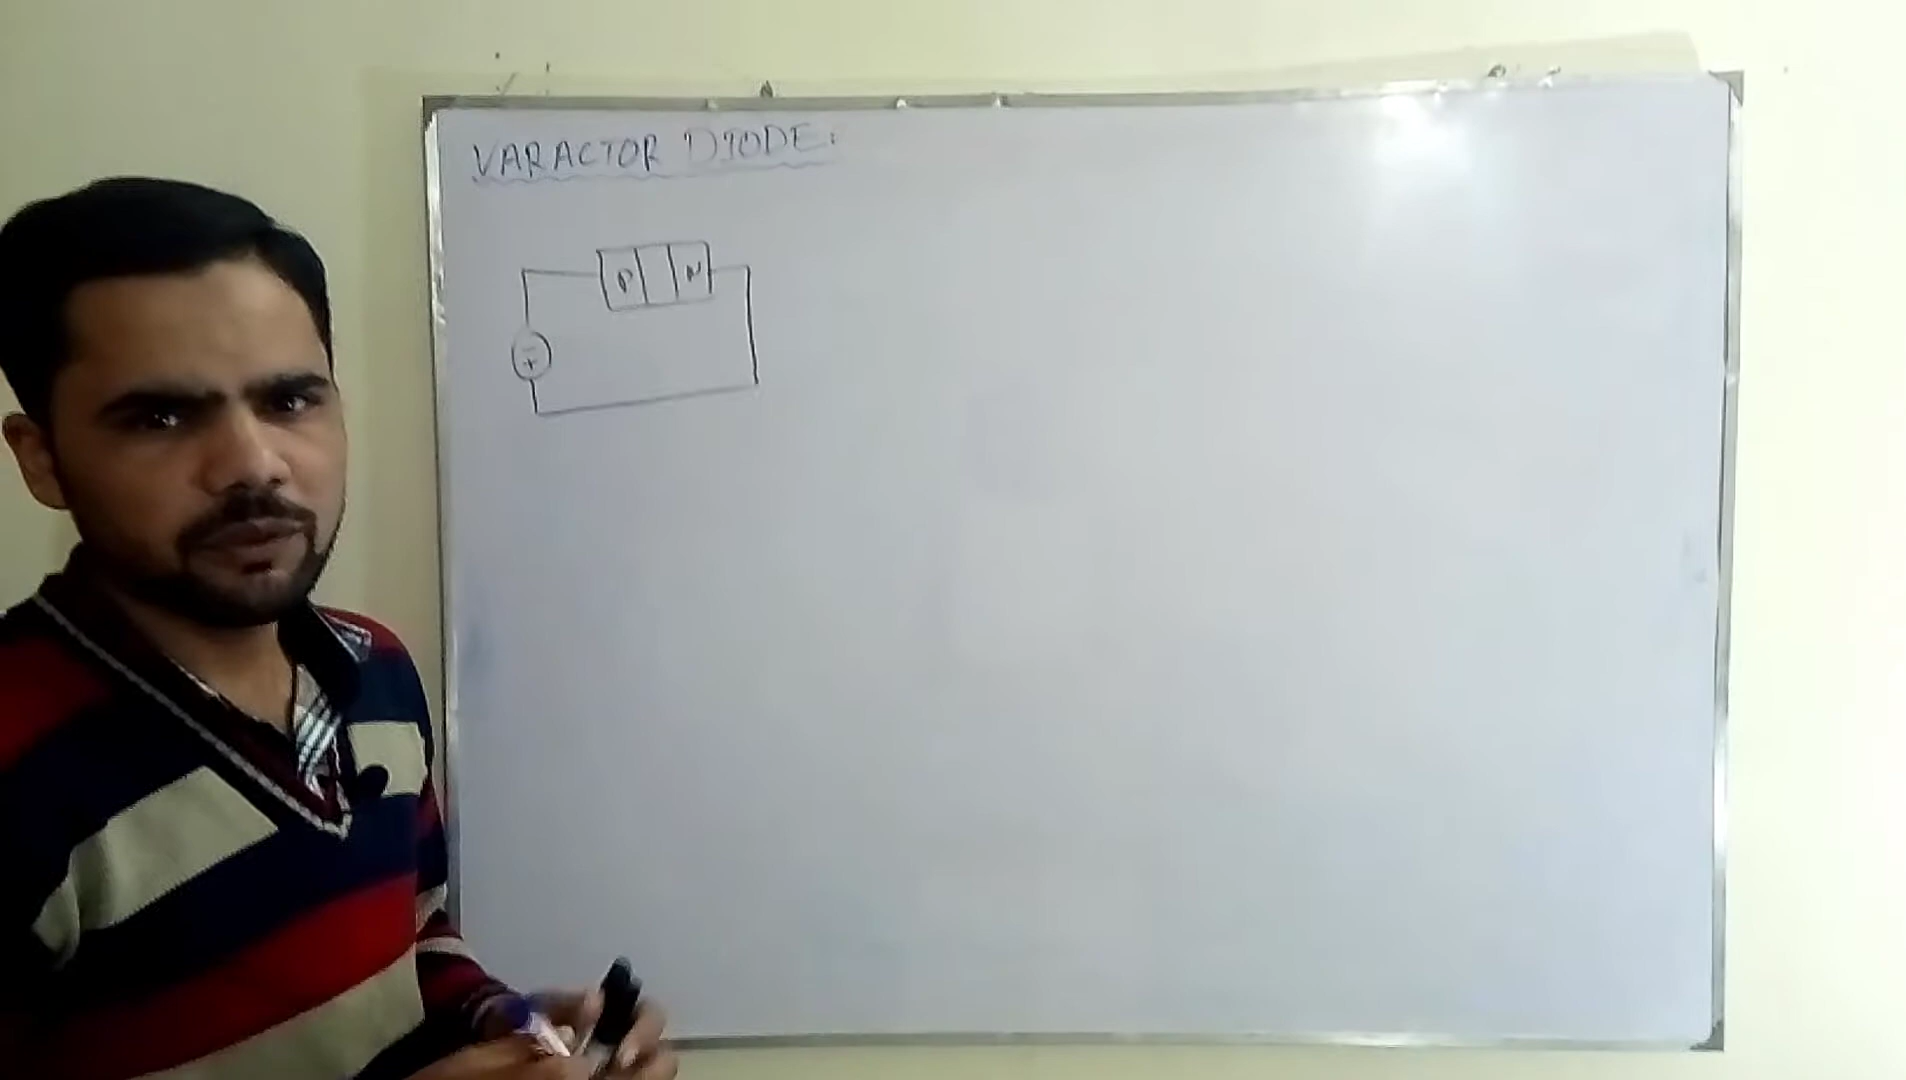 VARACTOR DIODE:
P N
-
+